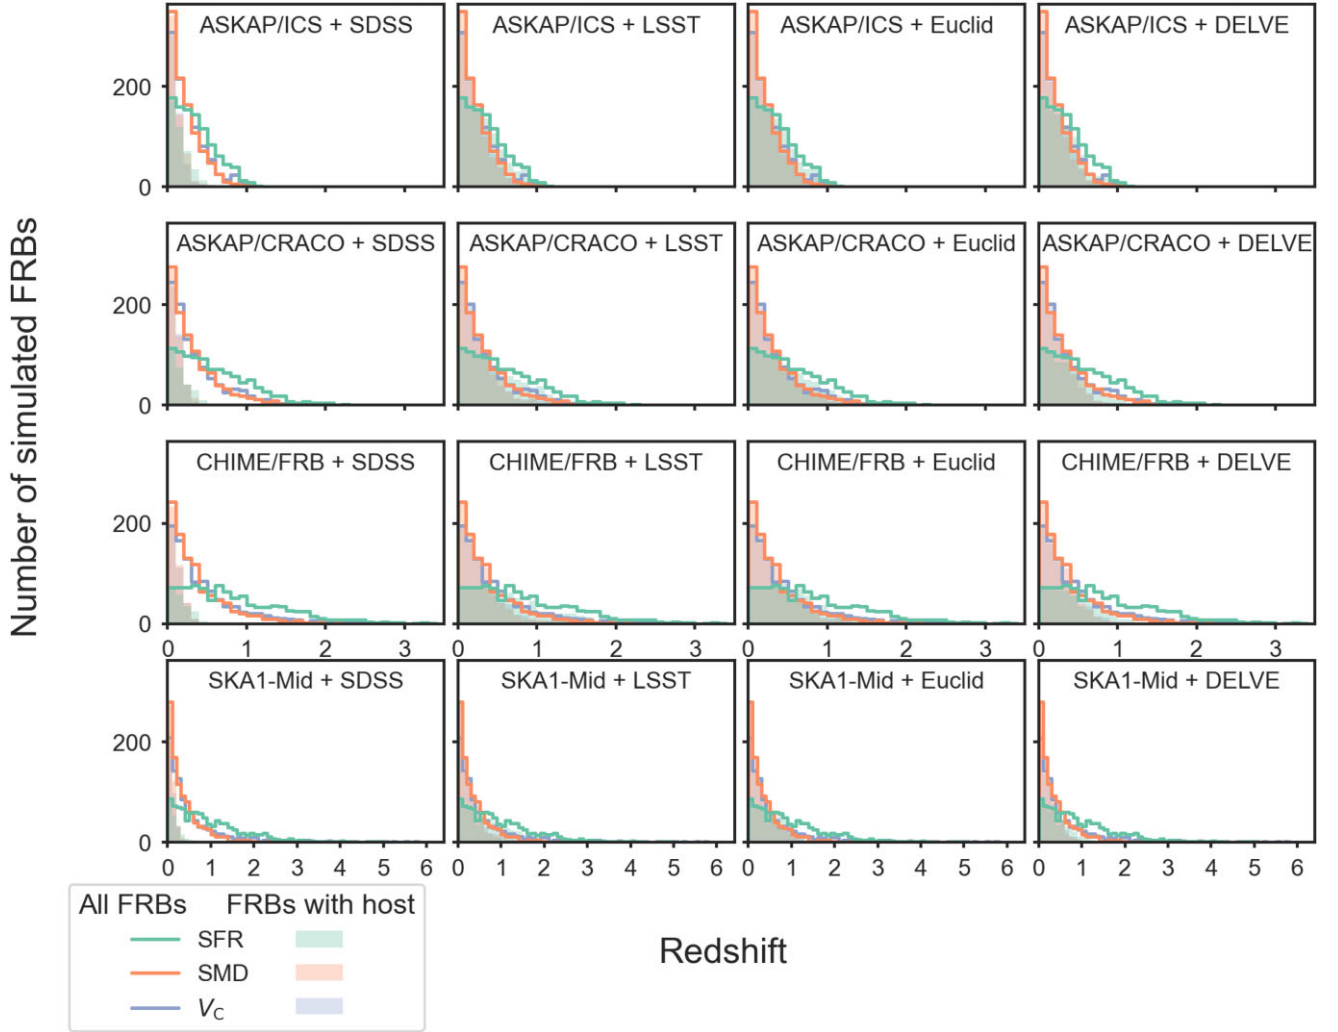 Number of simulated FRBs
ASKAP/ICS + SDSS
ASKAP/ICS + LSST
ASKAP/ICS + Euclid
ASKAP/ICS + DELVE
200
0
ASKAP/CRACO + SDSS
ASKAP/CRACO + LSST
ASKAP/CRACO + Euclid
ASKAP/CRACO + DELVE
200
0
CHIME/FRB + SDSS
CHIME/FRB + LSST
CHIME/FRB + Euclid
CHIME/FRB + DELVE
200
0
0 1 2 3
0 1 2 3
0 1 2 3
0 1 2 3
SKA1-Mid + SDSS
SKA1-Mid + LSST
SKA1-Mid + Euclid
SKA1-Mid + DELVE
200
0
0 1 2 3 4 5 6
0 1 2 3 4 5 6
0 1 2 3 4 5 6
0 1 2 3 4 5 6
Redshift
All FRBs FRBs with host
SFR
SMD
V_C